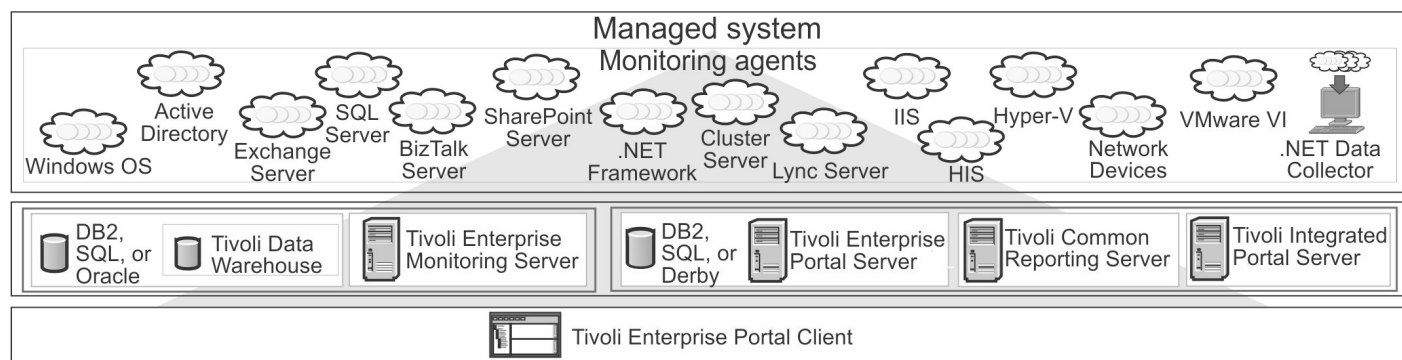 Managed system
Monitoring agents
Windows OS
Active
Directory
Exchange
Server
SQL
Server
BizTalk
Server
SharePoint
Server
.NET
Framework
Cluster
Server
Lync Server
IIS
HIS
Hyper-V
Network
Devices
VMware VI
.NET Data
Collector
DB2,
SQL, or
Oracle
Tivoli Data
Warehouse
Tivoli Enterprise
Monitoring Server
DB2,
SQL, or
Derby
Tivoli Enterprise
Portal Server
Tivoli Common
Reporting Server
Tivoli Integrated
Portal Server
Tivoli Enterprise Portal Client